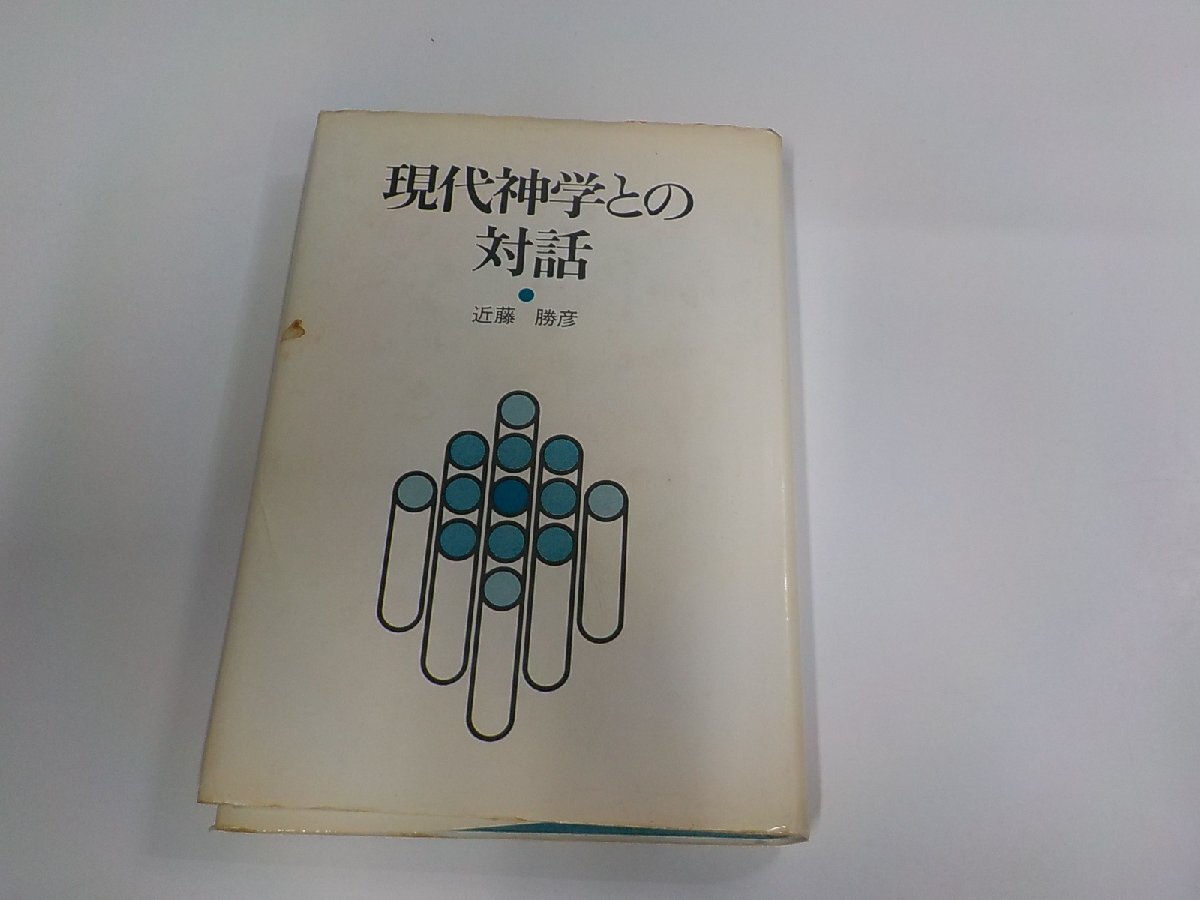 現代神学との
対話
近藤 勝彦